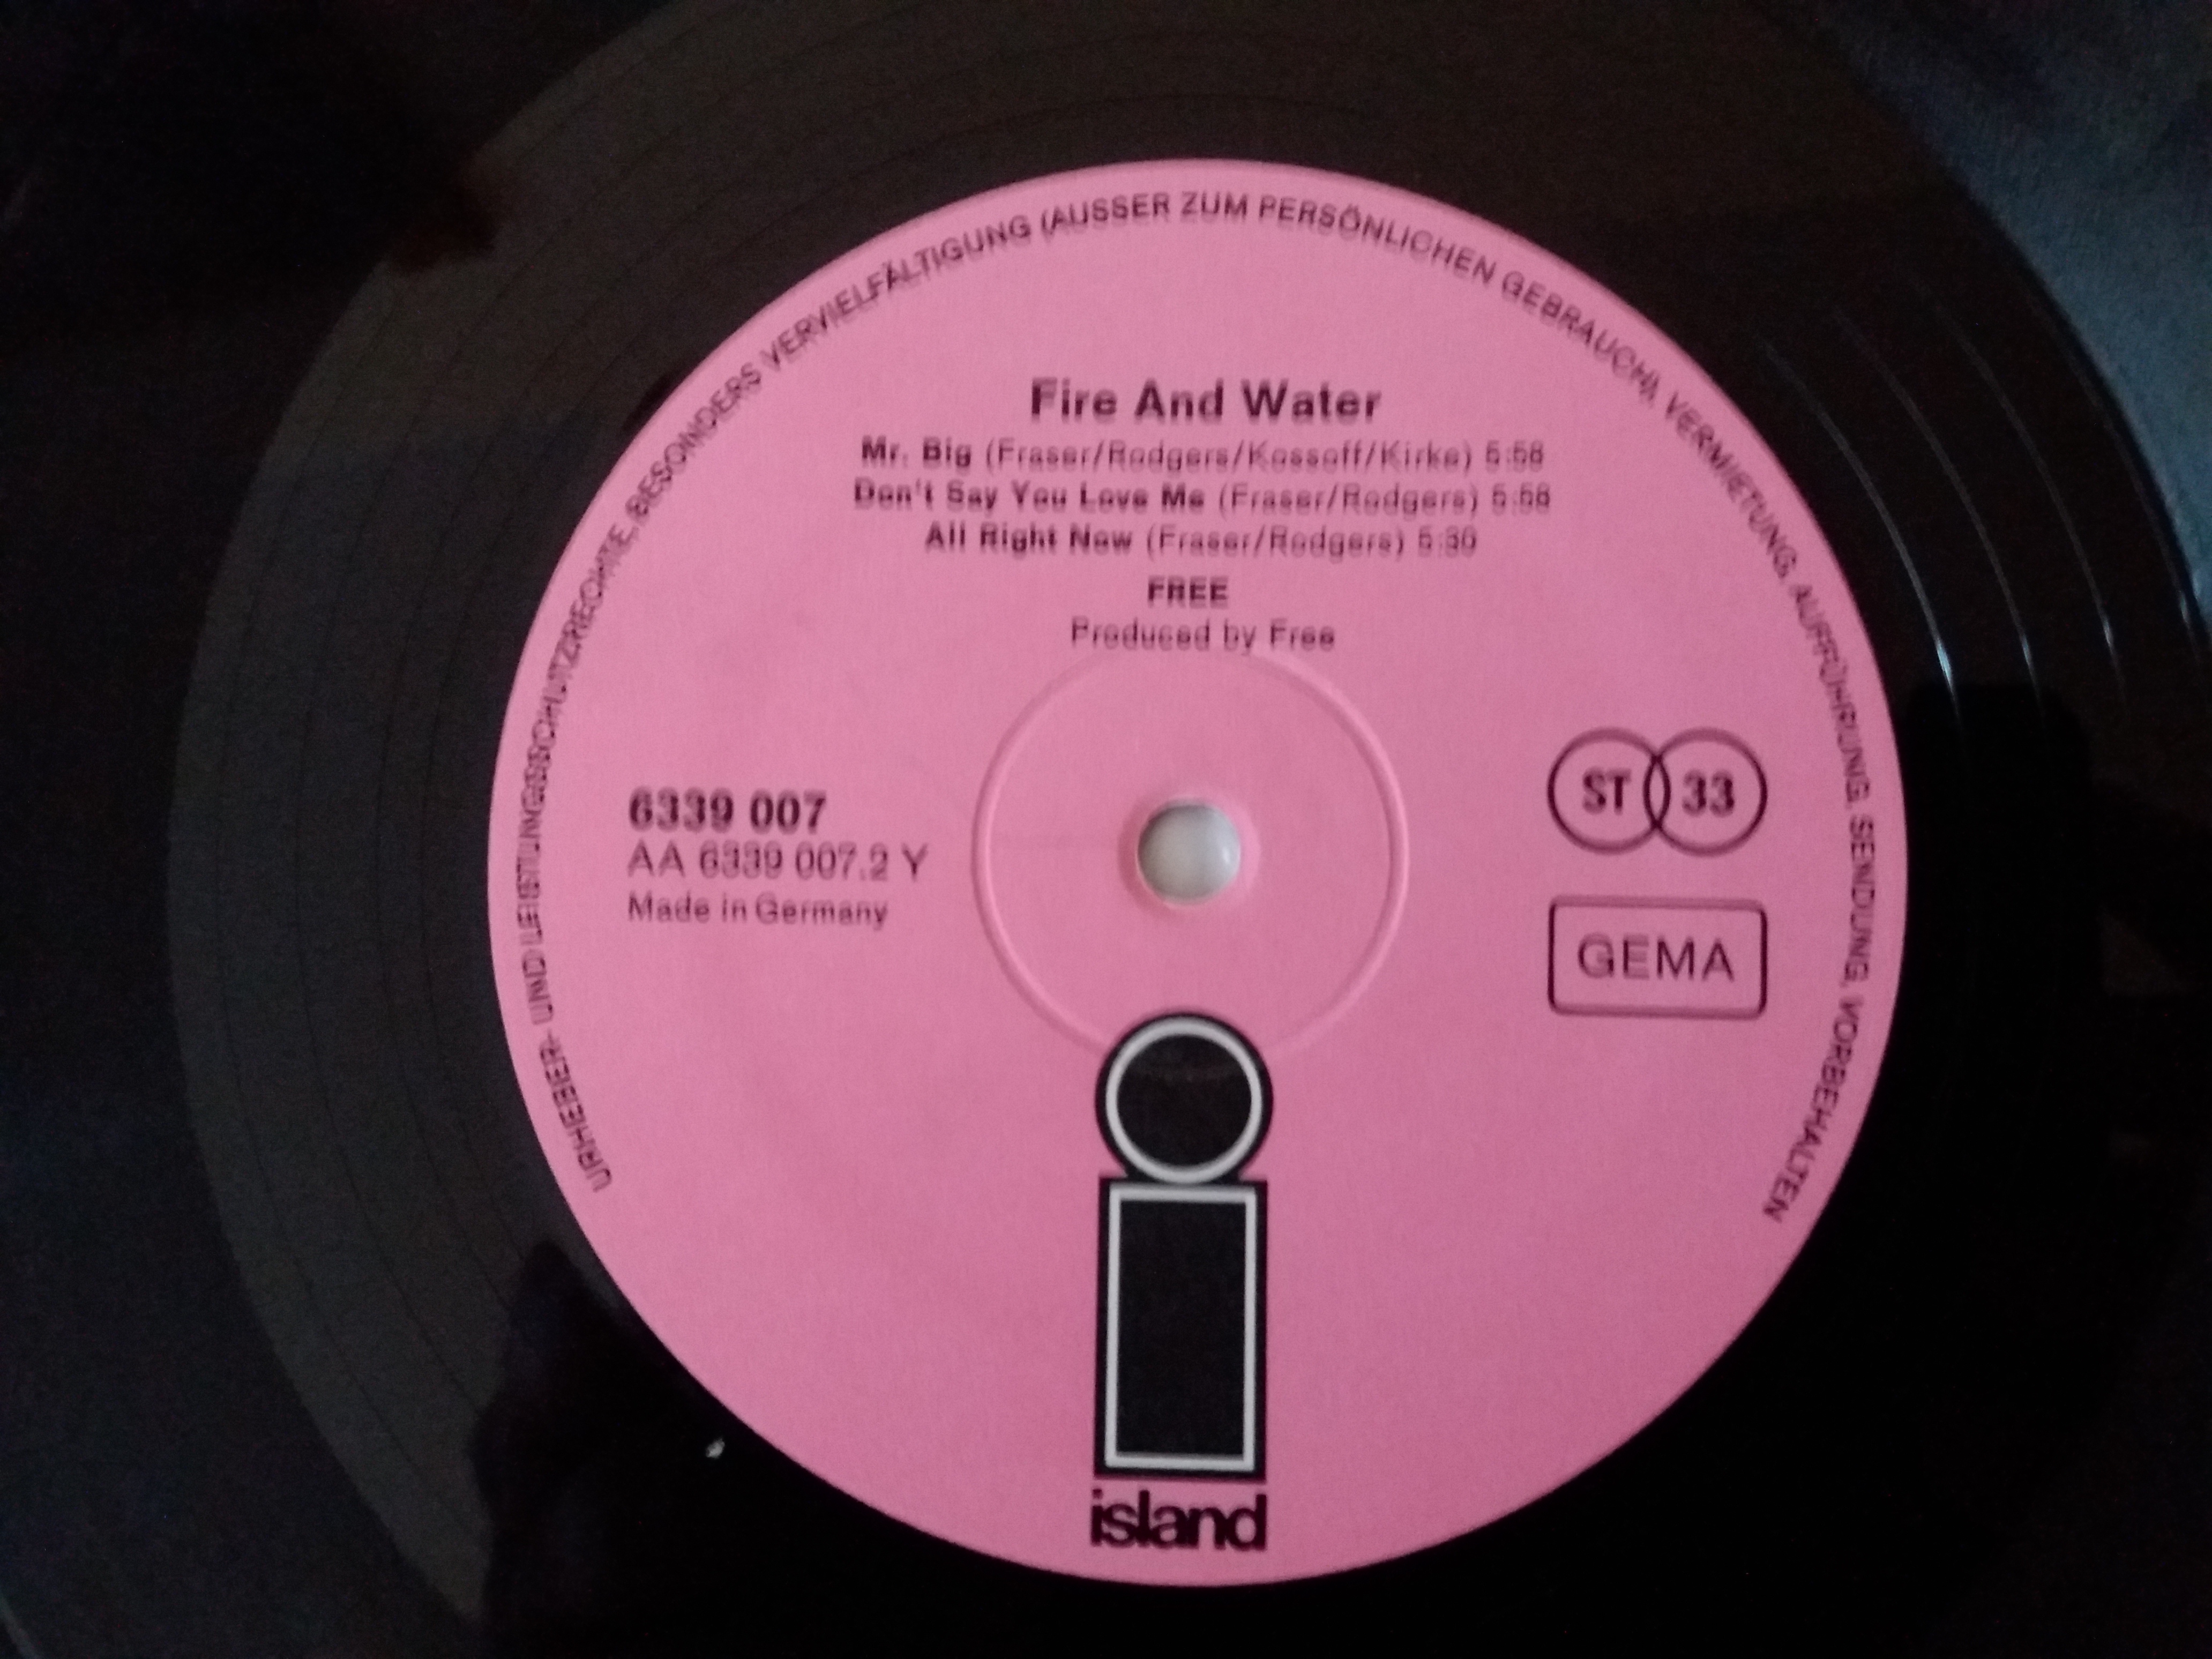 URHEBER- UND LEISTUNGSSCHUTZRECHTE, BESONDERS VERVIELFÄLTIGUNG (AUSSER ZUM PERSÖNLICHEN GEBRAUCH), VERMIETUNG, AUFFÜHRUNG, SENDUNG, VORBEHALTEN
Fire And Water
Mr. Big (Fraser/Rodgers/Kossoff/Kirke) 5:58
Don't Say You Love Me (Fraser/Rodgers) 5:58
All Right Now (Fraser/Rodgers) 5:30
FREE
Produced by Free
6339 007
AA 6339 007.2 Y
Made in Germany
ST 33
GEMA
island